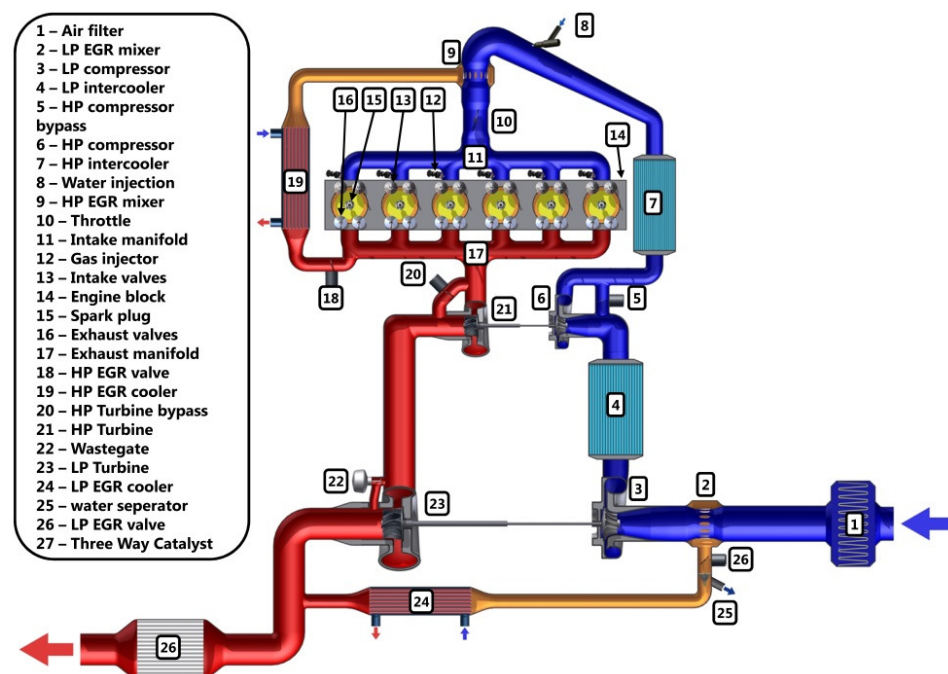 1 – Air filter
2 – LP EGR mixer
3 – LP compressor
4 – LP intercooler
5 – HP compressor
bypass
6 – HP compressor
7 – HP intercooler
8 – Water injection
9 – HP EGR mixer
10 – Throttle
11 – Intake manifold
12 – Gas injector
13 – Intake valves
14 – Engine block
15 – Spark plug
16 – Exhaust valves
17 – Exhaust manifold
18 – HP EGR valve
19 – HP EGR cooler
20 – HP Turbine bypass
21 – HP Turbine
22 – Wastegate
23 – LP Turbine
24 – LP EGR cooler
25 – water seperator
26 – LP EGR valve
27 – Three Way Catalyst
8
9
16 15 13 12
10
14
11
19
7
17
20
18
21
6
5
4
22
23
3
2
1
26
24
25
26